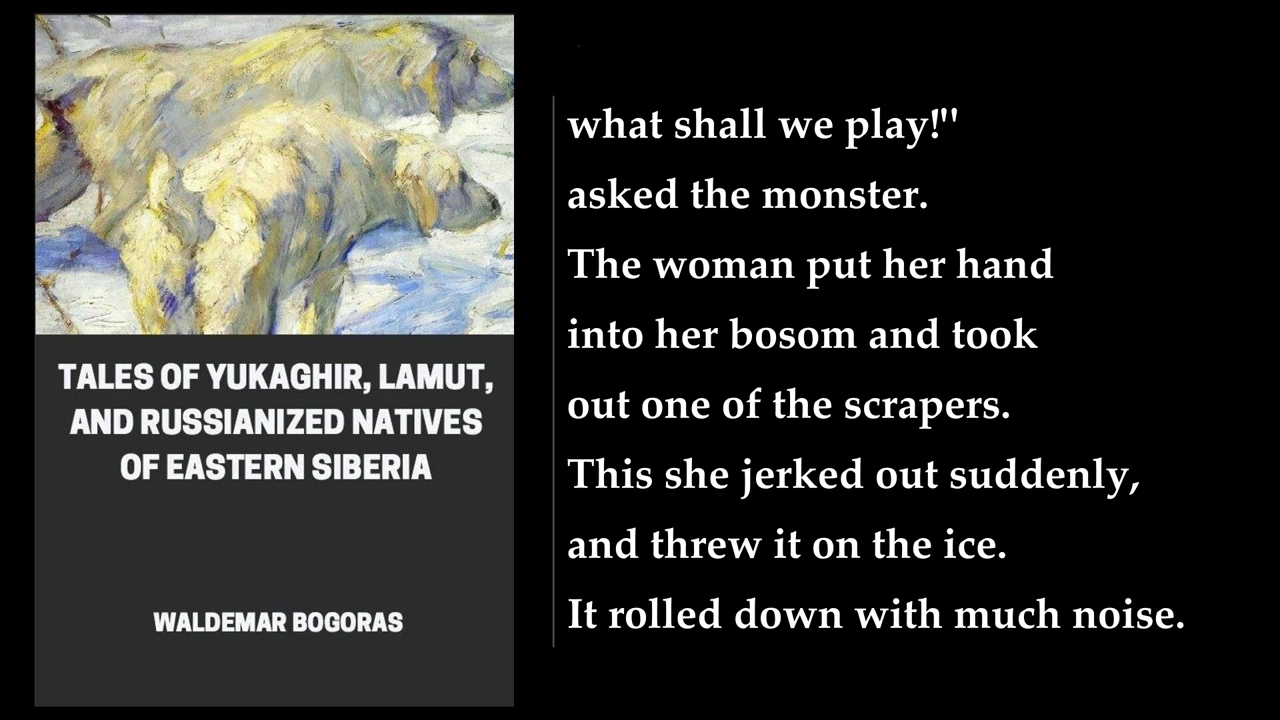 TALES OF YUKAGHIR, LAMUT,
AND RUSSIANIZED NATIVES
OF EASTERN SIBERIA
WALDEMAR BOGORAS
what shall we play!"'
asked the monster.
The woman put her hand
into her bosom and took
out one of the scrapers.
This she jerked out suddenly,
and threw it on the ice.
It rolled down with much noise.